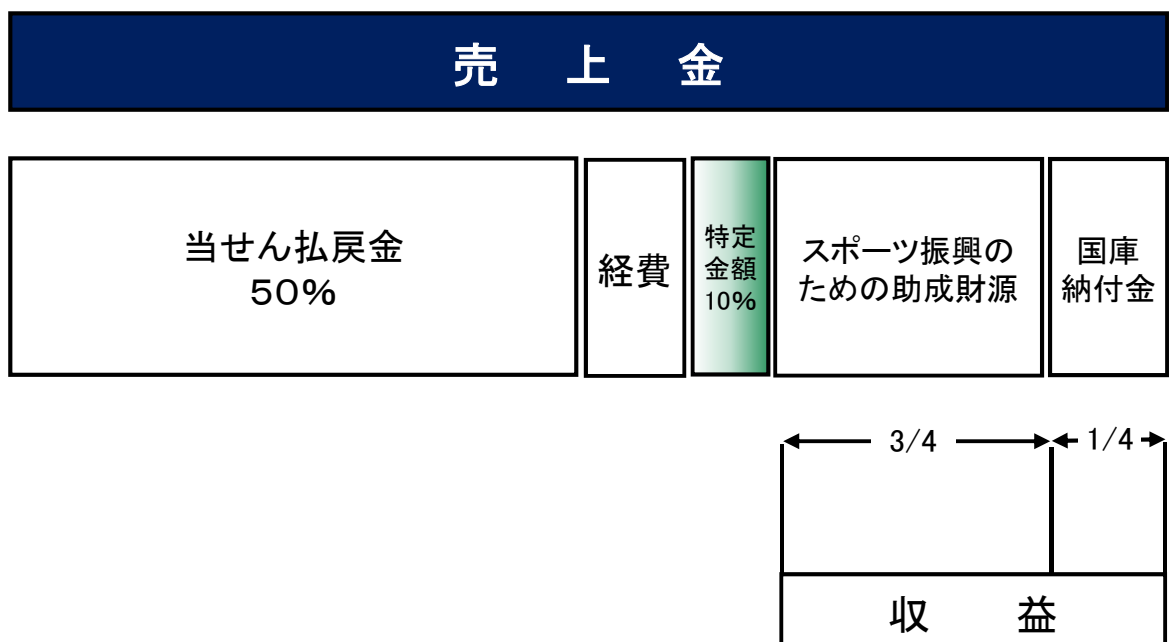 売上金
当せん払戻金
50%
経費
特定
金額
10%
スポーツ振興の
ための助成財源
国庫
納付金
3/4
1/4
収益